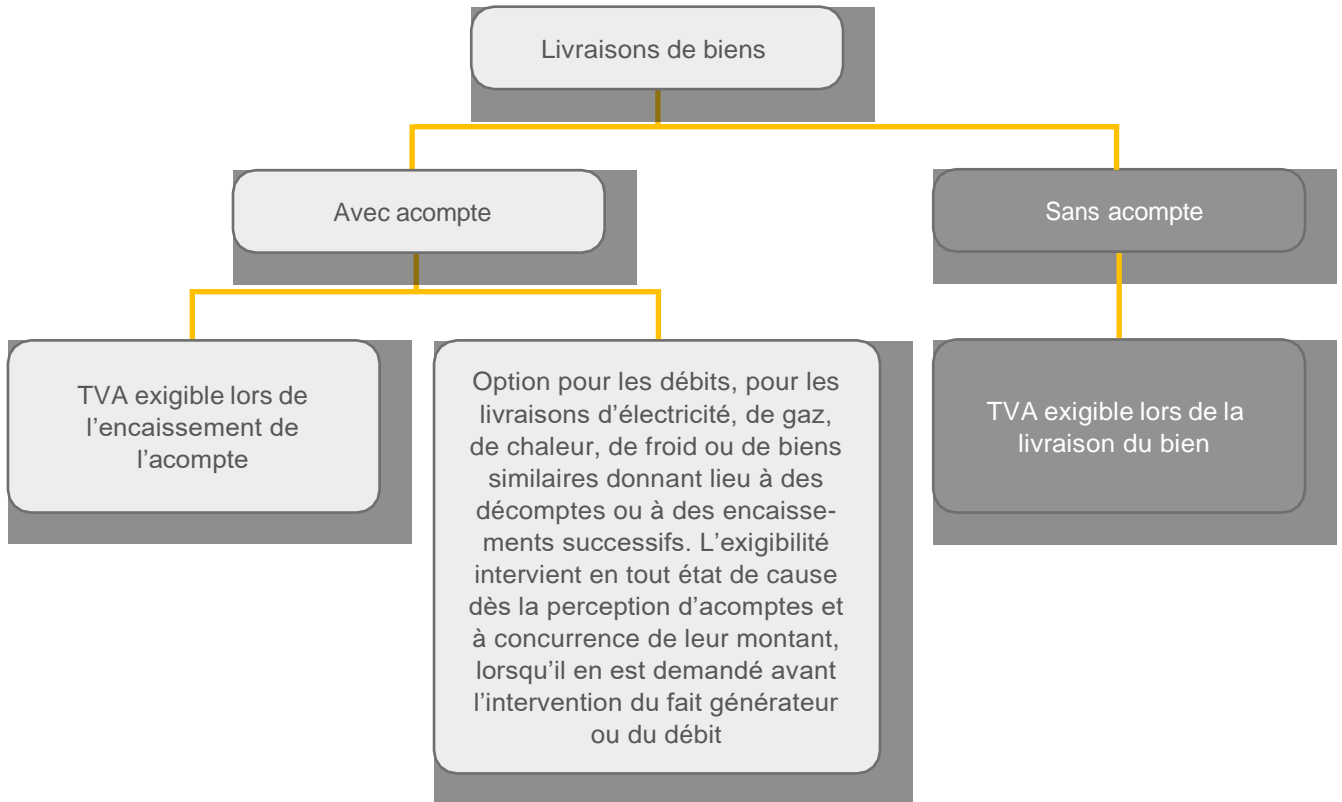 Livraisons de biens
Avec acompte
Sans acompte
TVA exigible lors de
l’encaissement de
l’acompte
Option pour les débits, pour les
livraisons d’électricité, de gaz,
de chaleur, de froid ou de biens
similaires donnant lieu à des
décomptes ou à des encaisse-
ments successifs. L’exigibilité
intervient en tout état de cause
dès la perception d’acomptes et
à concurrence de leur montant,
lorsqu’il en est demandé avant
l’intervention du fait générateur
ou du débit
TVA exigible lors de la
livraison du bien